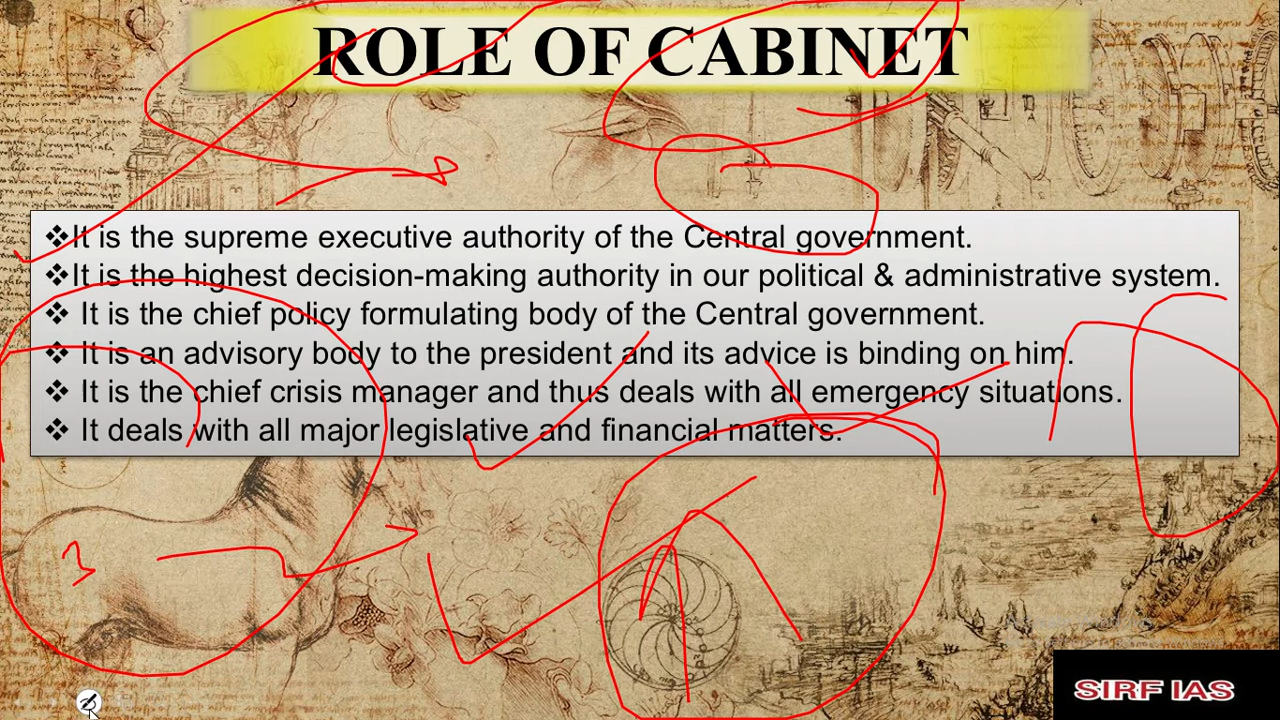 ROLE OF CABINET
❖It is the supreme executive authority of the Central government.
❖It is the highest decision-making authority in our political & administrative system.
❖ It is the chief policy formulating body of the Central government.
❖ It is an advisory body to the president and its advice is binding on him.
❖ It is the chief crisis manager and thus deals with all emergency situations.
❖ It deals with all major legislative and financial matters.
3
SIRF IAS